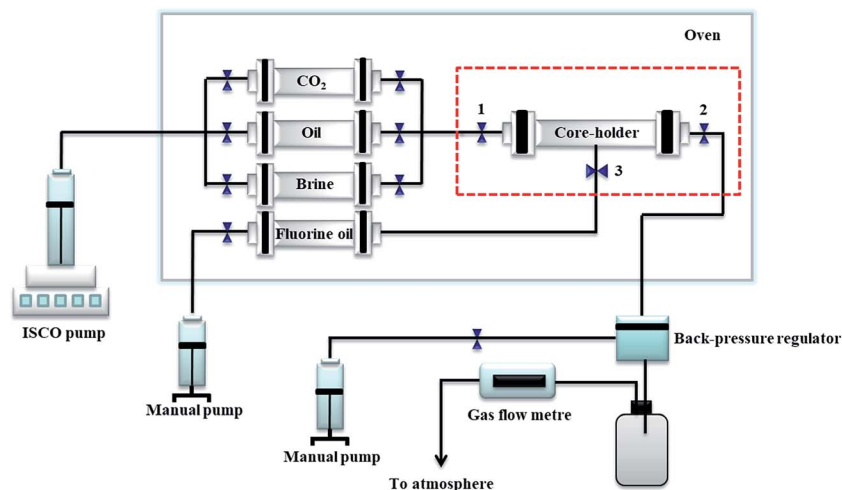 Oven
CO₂
1
2
Oil
Core-holder
3
Brine
Fluorine oil
ISCO pump
Back-pressure regulator
Manual pump
Gas flow metre
Manual pump
To atmosphere